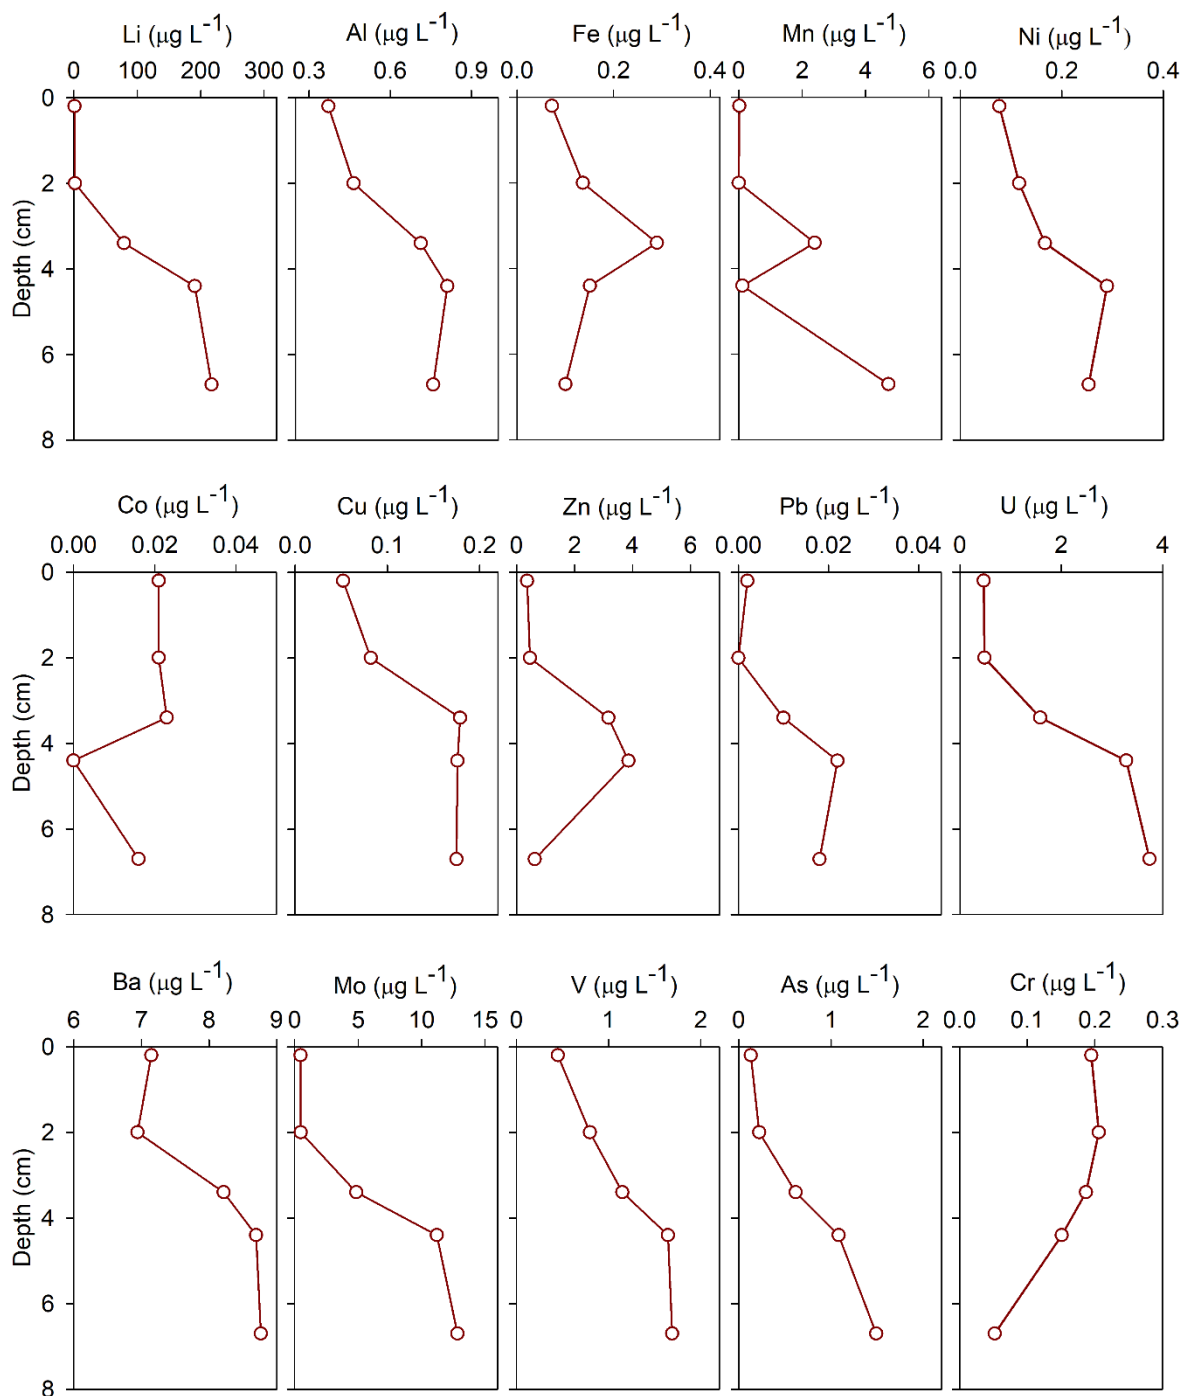 Li (μg L⁻¹) Al (μg L⁻¹) Fe (μg L⁻¹) Mn (μg L⁻¹) Ni (μg L⁻¹)
0 100 200 300 0.3 0.6 0.9 0.0 0.2 0.4 0 2 4 6 0.0 0.2 0.4
0
2
4
6
8
Depth (cm)
Co (μg L⁻¹) Cu (μg L⁻¹) Zn (μg L⁻¹) Pb (μg L⁻¹) U (μg L⁻¹)
0.00 0.02 0.04 0.0 0.1 0.2 0 2 4 6 0.00 0.02 0.04 0 2 4
0
2
4
6
8
Depth (cm)
Ba (μg L⁻¹) Mo (μg L⁻¹) V (μg L⁻¹) As (μg L⁻¹) Cr (μg L⁻¹)
6 7 8 9 0 5 10 15 0 1 2 0 1 2 0.0 0.1 0.2 0.3
0
2
4
6
8
Depth (cm)